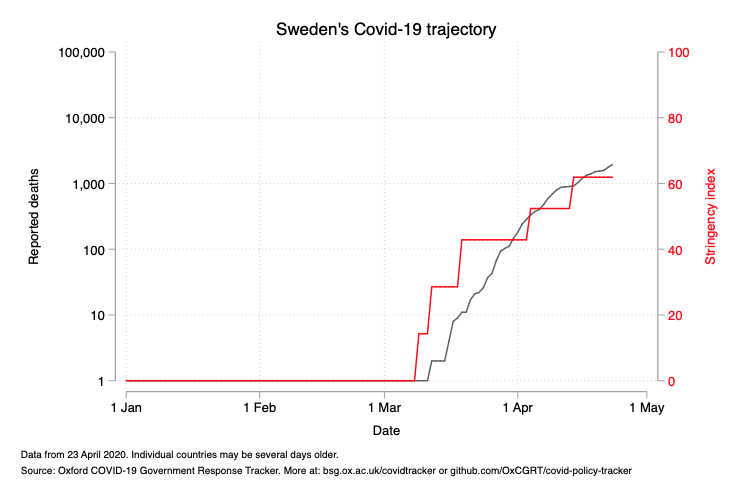 Sweden's Covid-19 trajectory
100,000
10,000
1,000
100
10
1
Reported deaths
100
80
60
40
20
0
Stringency index
1 Jan
1 Feb
1 Mar
1 Apr
1 May
Date
Data from 23 April 2020. Individual countries may be several days older.
Source: Oxford COVID-19 Government Response Tracker. More at: bsg.ox.ac.uk/covidtracker or github.com/OxCGRT/covid-policy-tracker